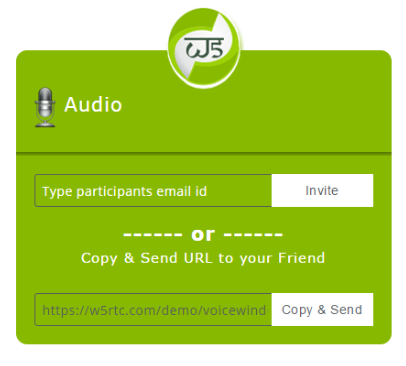 W5
Audio
Type participants email id Invite
------ or ------
Copy & Send URL to your Friend
https://w5rtc.com/demo/voicewind Copy & Send